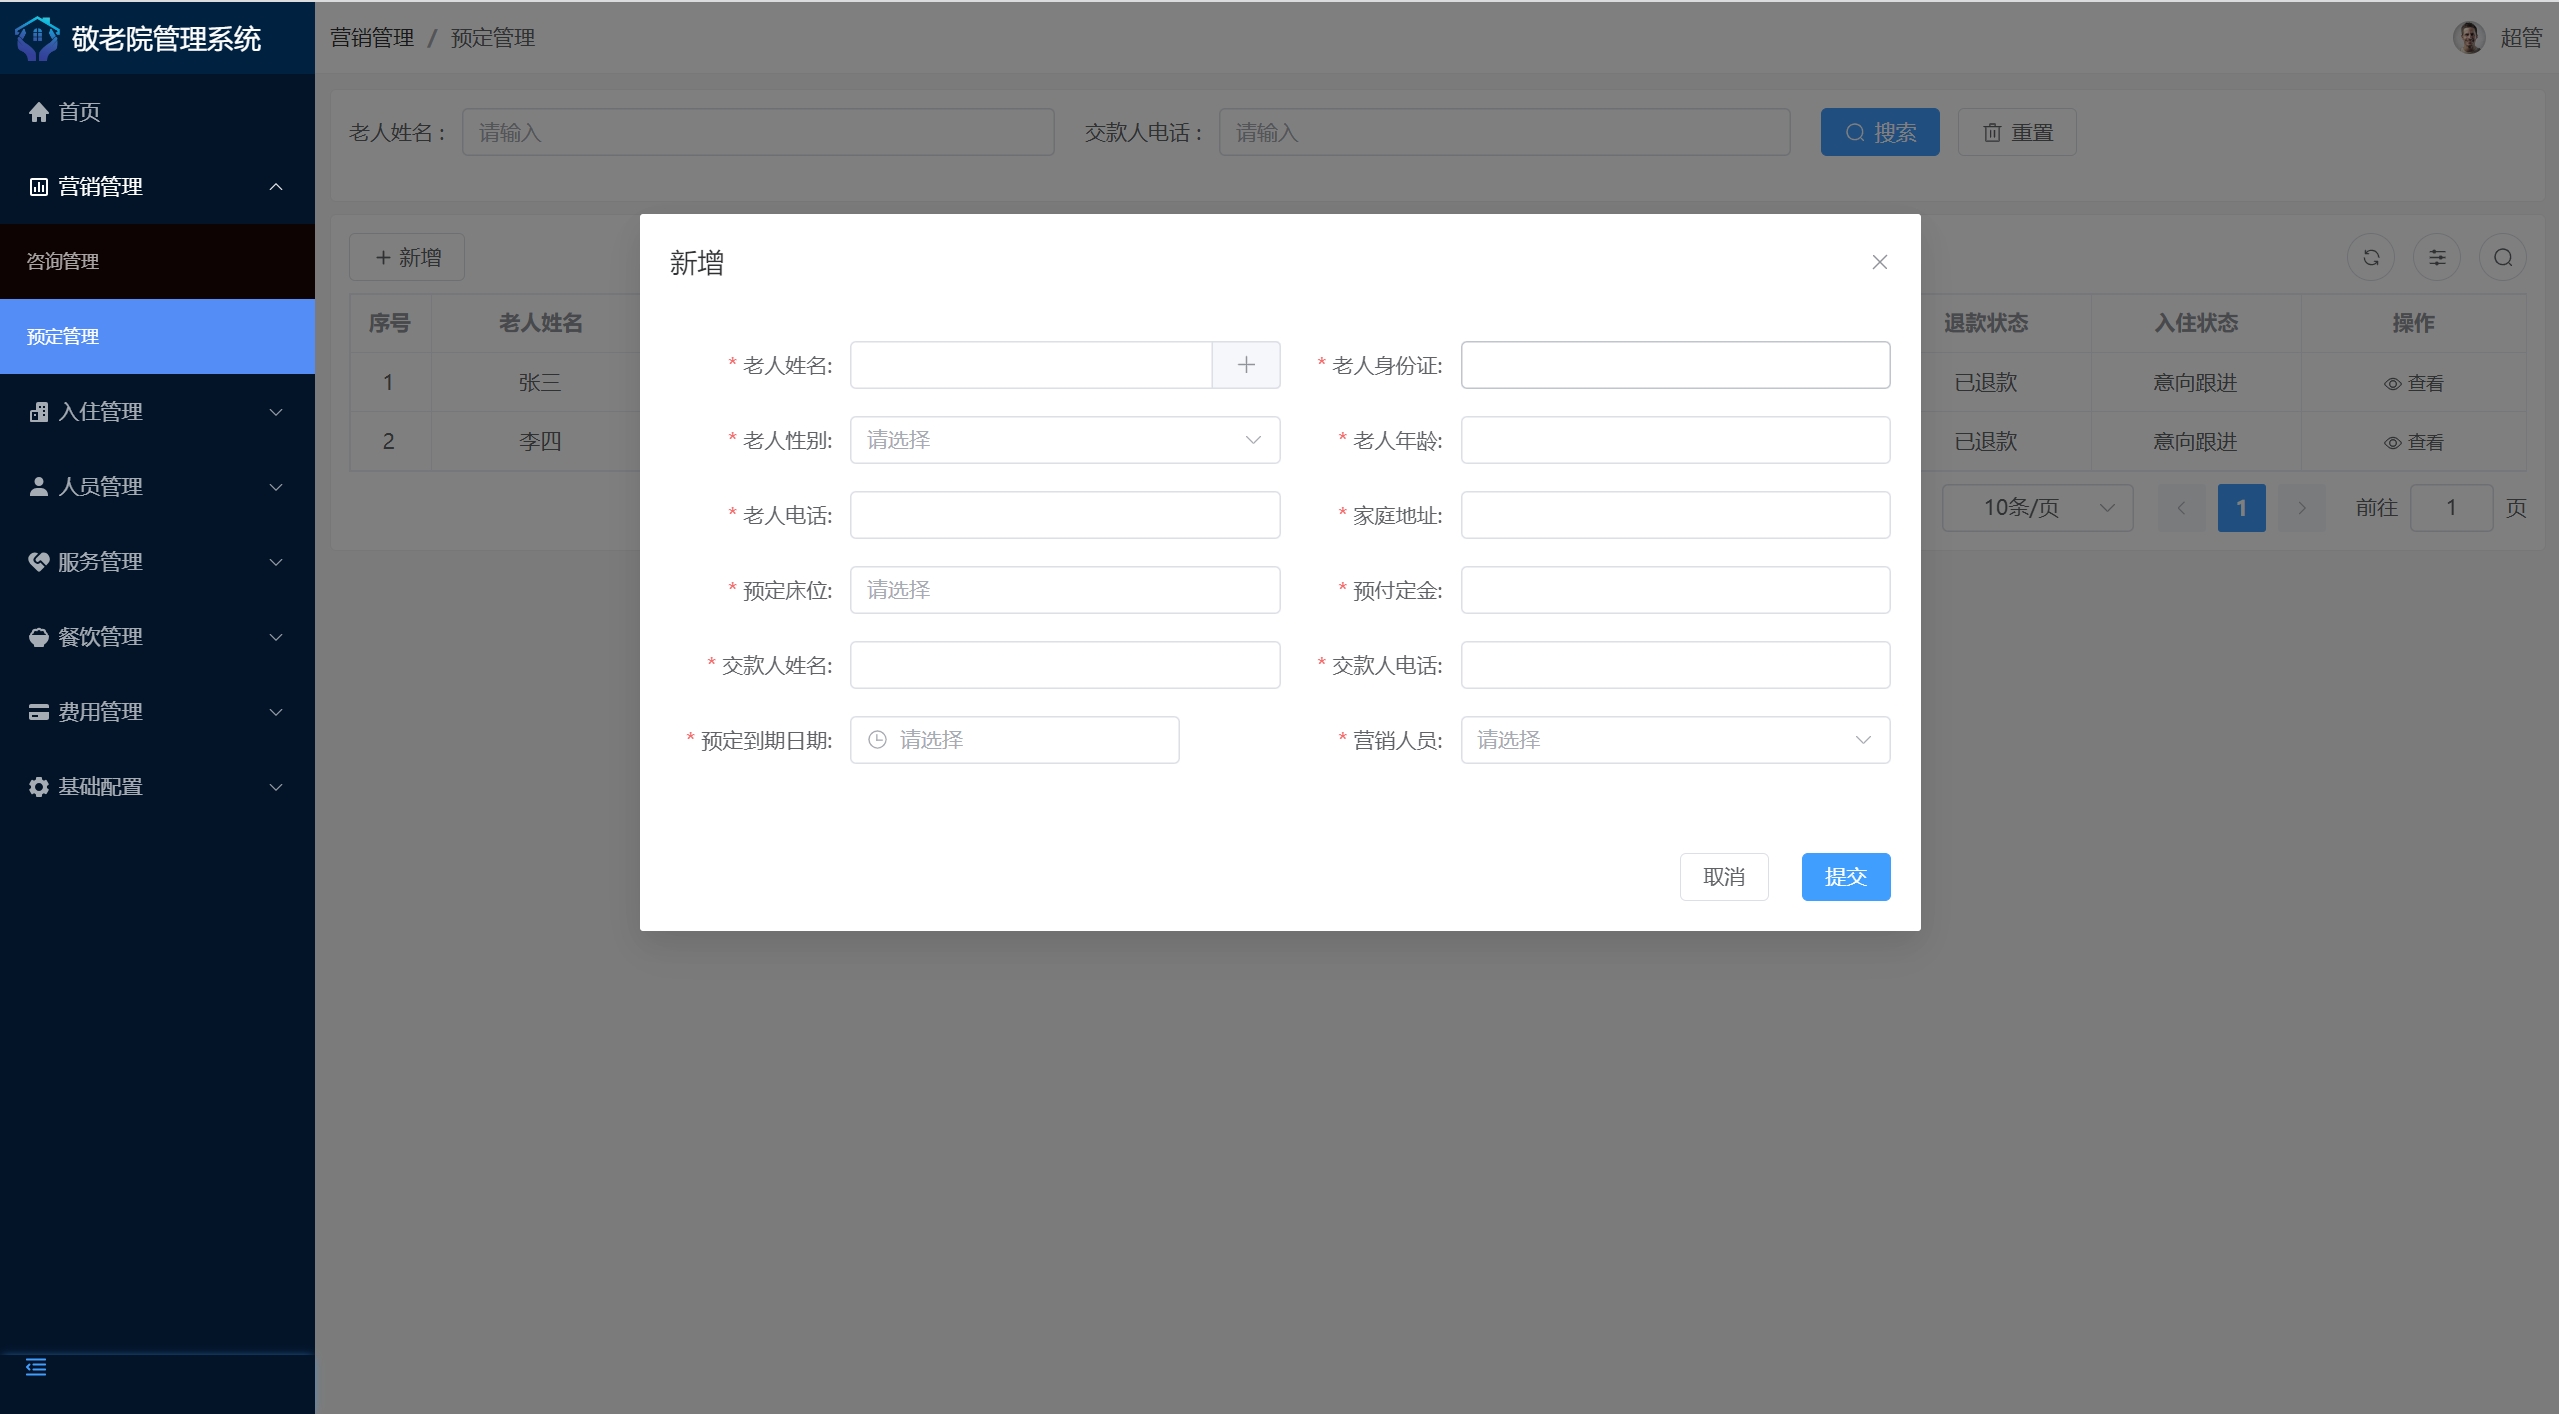 敬老院管理系统
营销管理 / 预定管理
超管
首页
营销管理
咨询管理
预定管理
入住管理
人员管理
服务管理
餐饮管理
费用管理
基础配置
老人姓名： 请输入 交款人电话： 请输入 搜索 重置
新增
序号 老人姓名 退款状态 入住状态 操作
1 张三 已退款 意向跟进 查看
2 李四 已退款 意向跟进 查看
10条/页 1 前往 1 页
新增
* 老人姓名: * 老人身份证:
* 老人性别: 请选择 * 老人年龄:
* 老人电话: * 家庭地址:
* 预定床位: 请选择 * 预付定金:
* 交款人姓名: * 交款人电话:
* 预定到期日期: 请选择 * 营销人员: 请选择
取消 提交